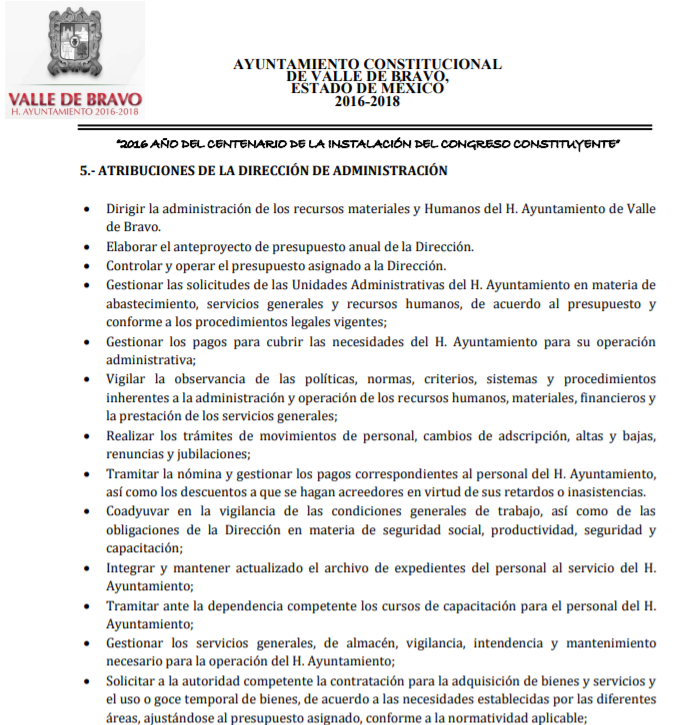 VALLE DE BRAVO
H. AYUNTAMIENTO 2016-2018
AYUNTAMIENTO CONSTITUCIONAL
DE VALLE DE BRAVO,
ESTADO DE MÉXICO
2016-2018
“2016 AÑO DEL CENTENARIO DE LA INSTALACIÓN DEL CONGRESO CONSTITUYENTE”
5.- ATRIBUCIONES DE LA DIRECCIÓN DE ADMINISTRACIÓN
• Dirigir la administración de los recursos materiales y Humanos del H. Ayuntamiento de Valle
de Bravo.
• Elaborar el anteproyecto de presupuesto anual de la Dirección.
• Controlar y operar el presupuesto asignado a la Dirección.
• Gestionar las solicitudes de las Unidades Administrativas del H. Ayuntamiento en materia de
abastecimiento, servicios generales y recursos humanos, de acuerdo al presupuesto y
conforme a los procedimientos legales vigentes;
• Gestionar los pagos para cubrir las necesidades del H. Ayuntamiento para su operación
administrativa;
• Vigilar la observancia de las políticas, normas, criterios, sistemas y procedimientos
inherentes a la administración y operación de los recursos humanos, materiales, financieros y
la prestación de los servicios generales;
• Realizar los trámites de movimientos de personal, cambios de adscripción, altas y bajas,
renuncias y jubilaciones;
• Tramitar la nómina y gestionar los pagos correspondientes al personal del H. Ayuntamiento,
así como los descuentos a que se hagan acreedores en virtud de sus retardos o inasistencias.
• Coadyuvar en la vigilancia de las condiciones generales de trabajo, así como de las
obligaciones de la Dirección en materia de seguridad social, productividad, seguridad y
capacitación;
• Integrar y mantener actualizado el archivo de expedientes del personal al servicio del H.
Ayuntamiento;
• Tramitar ante la dependencia competente los cursos de capacitación para el personal del H.
Ayuntamiento;
• Gestionar los servicios generales, de almacén, vigilancia, intendencia y mantenimiento
necesario para la operación del H. Ayuntamiento;
• Solicitar a la autoridad competente la contratación para la adquisición de bienes y servicios y
el uso o goce temporal de bienes, de acuerdo a las necesidades establecidas por las diferentes
áreas, ajustándose al presupuesto asignado, conforme a la normatividad aplicable;